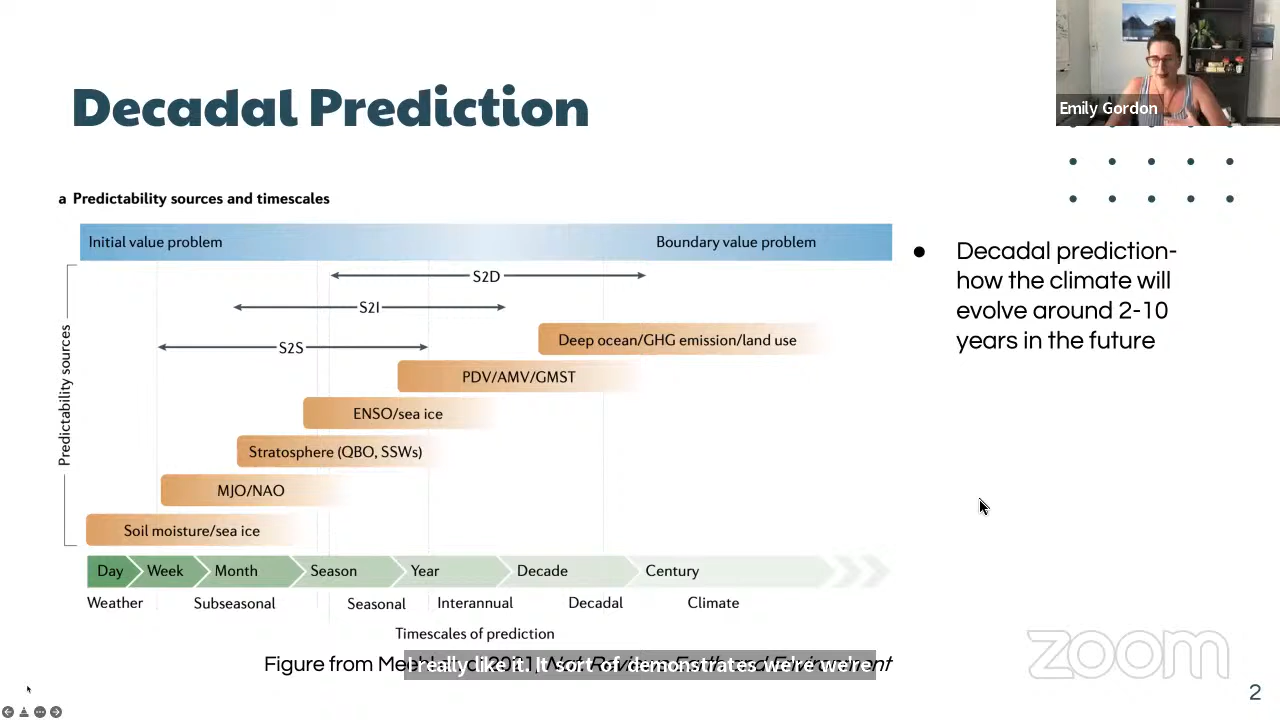 Emily Gordon
Decadal Prediction
a Predictability sources and timescales
Initial value problem
Boundary value problem
S2D
S2I
S2S
Predictability sources
Deep ocean/GHG emission/land use
PDV/AMV/GMST
ENSO/sea ice
Stratosphere (QBO, SSWs)
MJO/NAO
Soil moisture/sea ice
Day Week Month Season Year Decade Century
Weather Subseasonal Seasonal Interannual Decadal Climate
Timescales of prediction
● Decadal prediction-
how the climate will
evolve around 2-10
years in the future
Figure from
I really like it. It sort of demonstrates we're we're
zoom
2